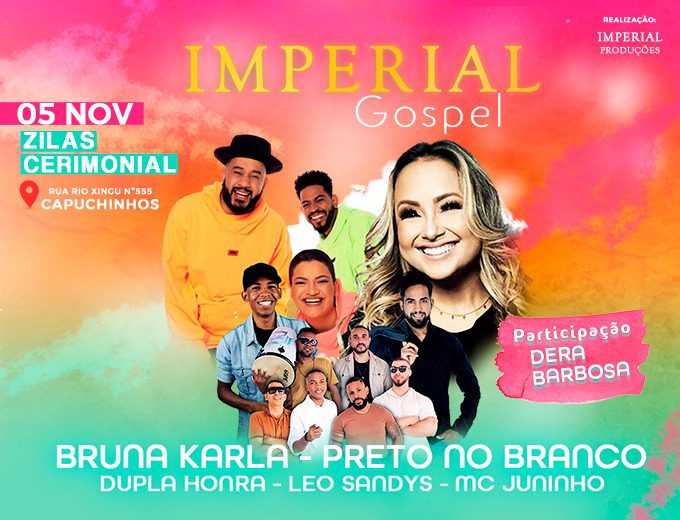 REALIZAÇÃO:
IMPERIAL
PRODUÇÕES
IMPERIAL
Gospel
05 NOV
ZILAS
CERIMONIAL
RUA RIO XINGU N°555
CAPUCHINHOS
Participação
DERA
BARBOSA
BRUNA KARLA - PRETO NO BRANCO
DUPLA HONRA - LEO SANDYS - MC JUNINHO